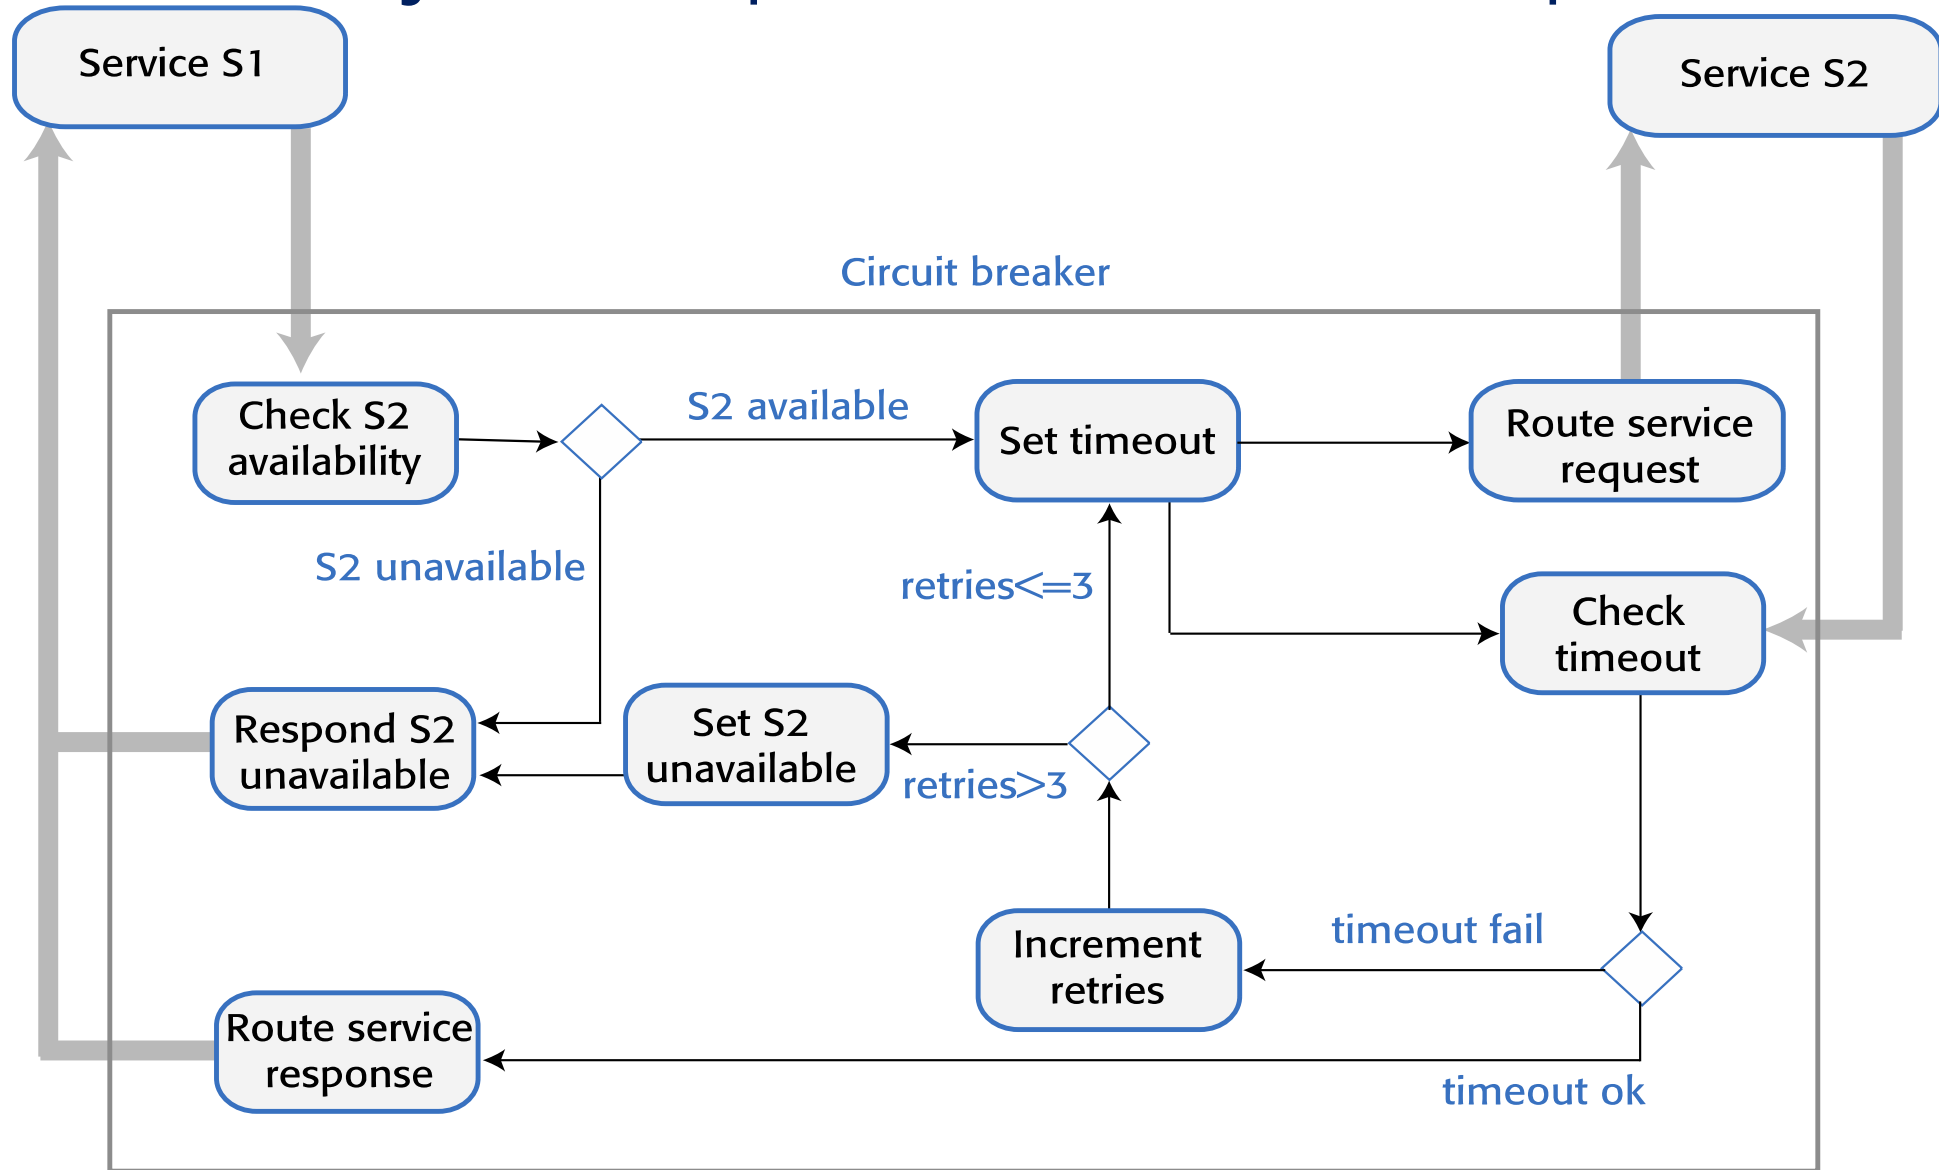 Service S1
Service S2
Circuit breaker
Check S2
availability
S2 available
Set timeout
Route service
request
S2 unavailable
retries<=3
Check
timeout
Respond S2
unavailable
Set S2
unavailable
retries>3
Increment
retries
timeout fail
Route service
response
timeout ok